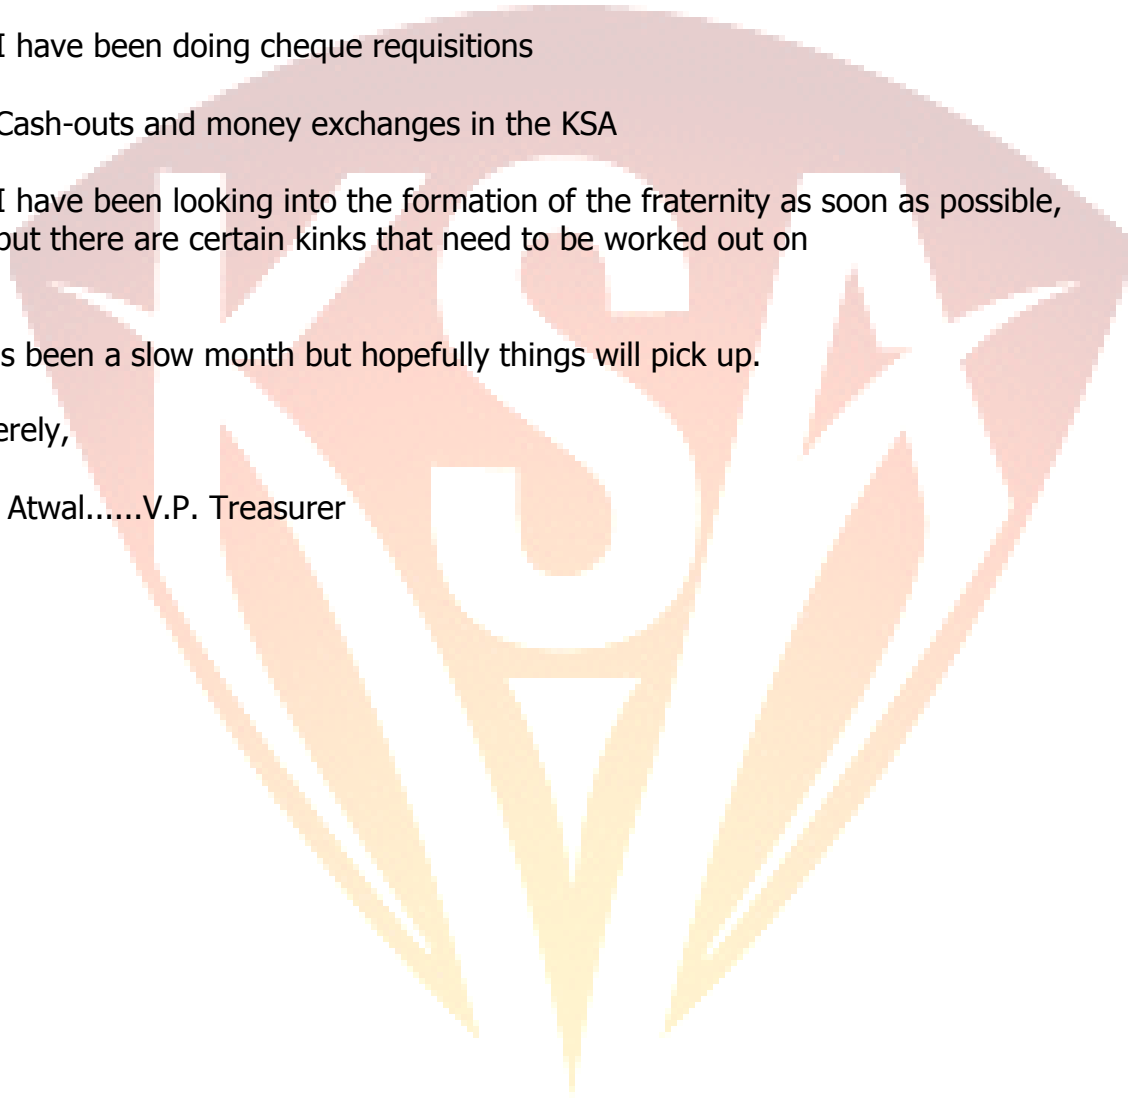 I have been doing cheque requisitions
Cash-outs and money exchanges in the KSA
I have been looking into the formation of the fraternity as soon as possible,
but there are certain kinks that need to be worked out on
s been a slow month but hopefully things will pick up.
erely,
Atwal......V.P. Treasurer
KSA